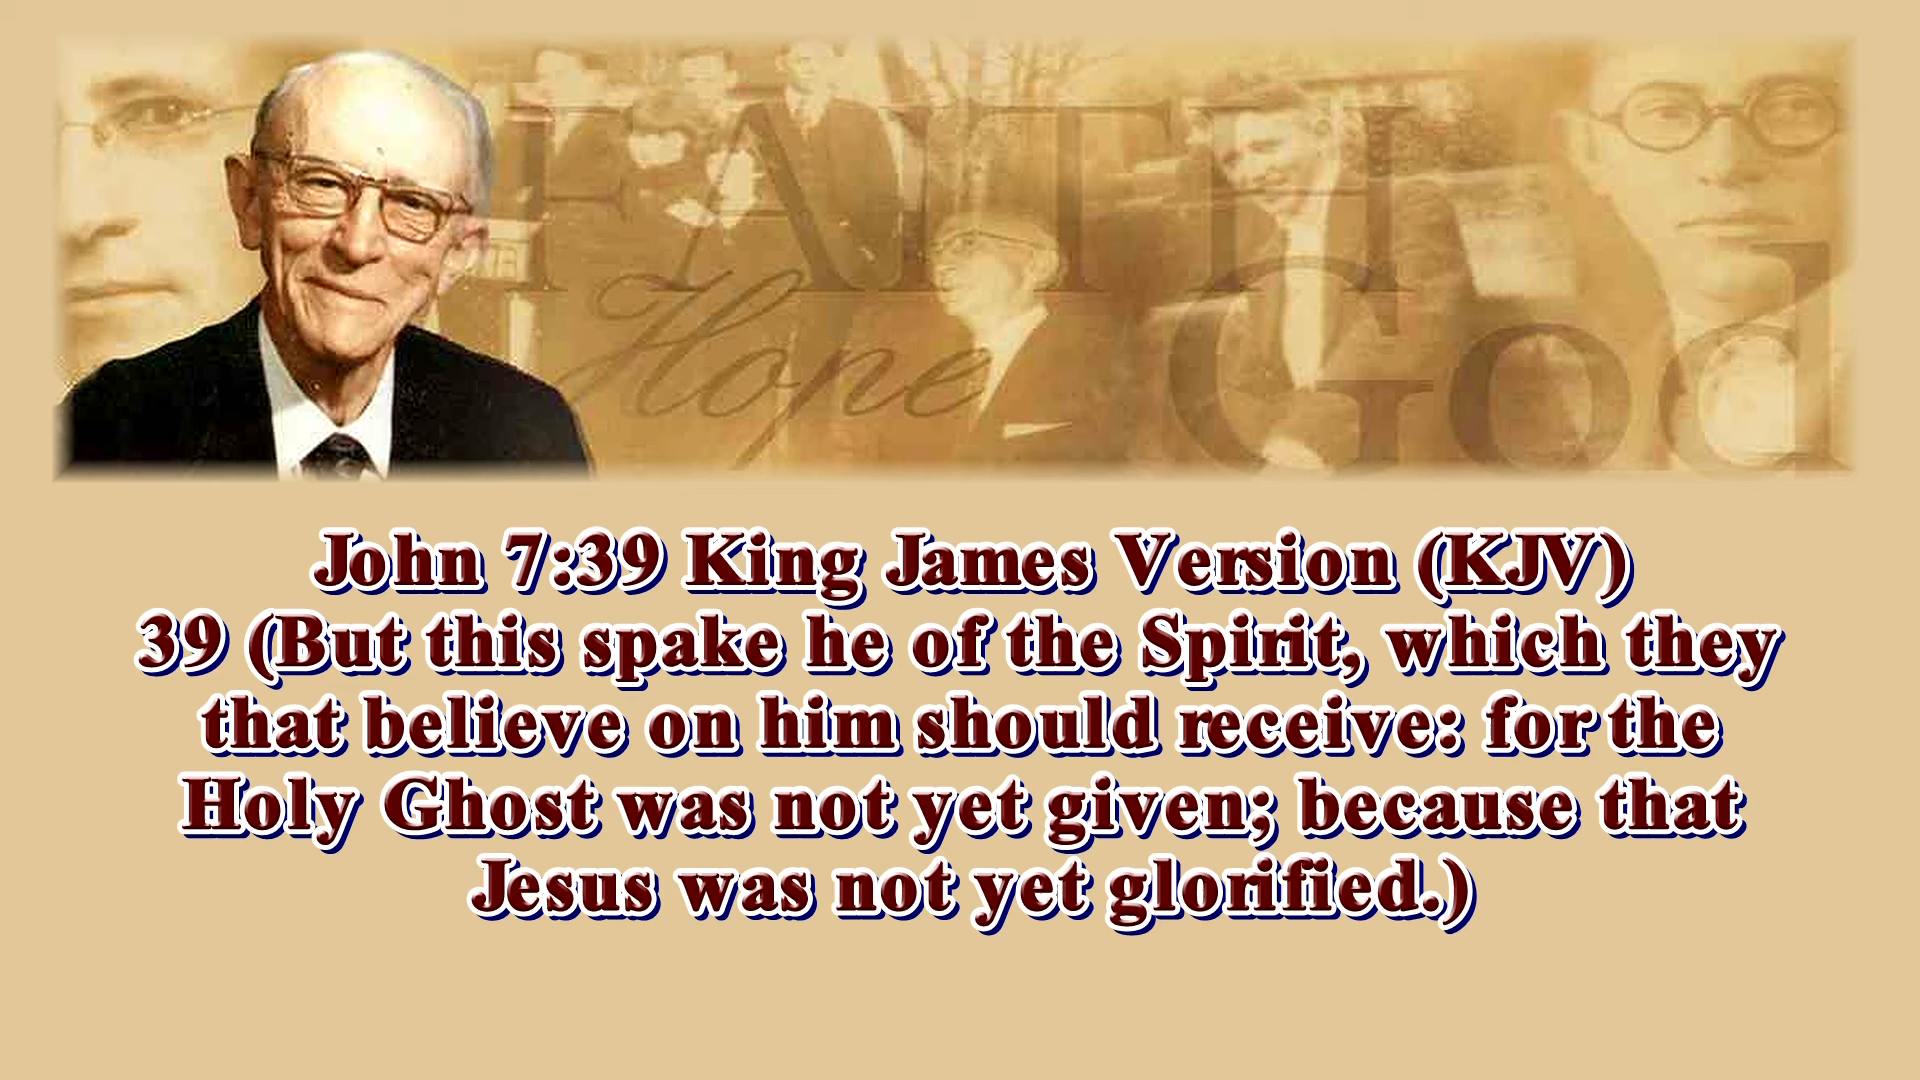 FAITH
Hope
God
John 7:39 King James Version (KJV)
39 (But this spake he of the Spirit, which they
that believe on him should receive: for the
Holy Ghost was not yet given; because that
Jesus was not yet glorified.)